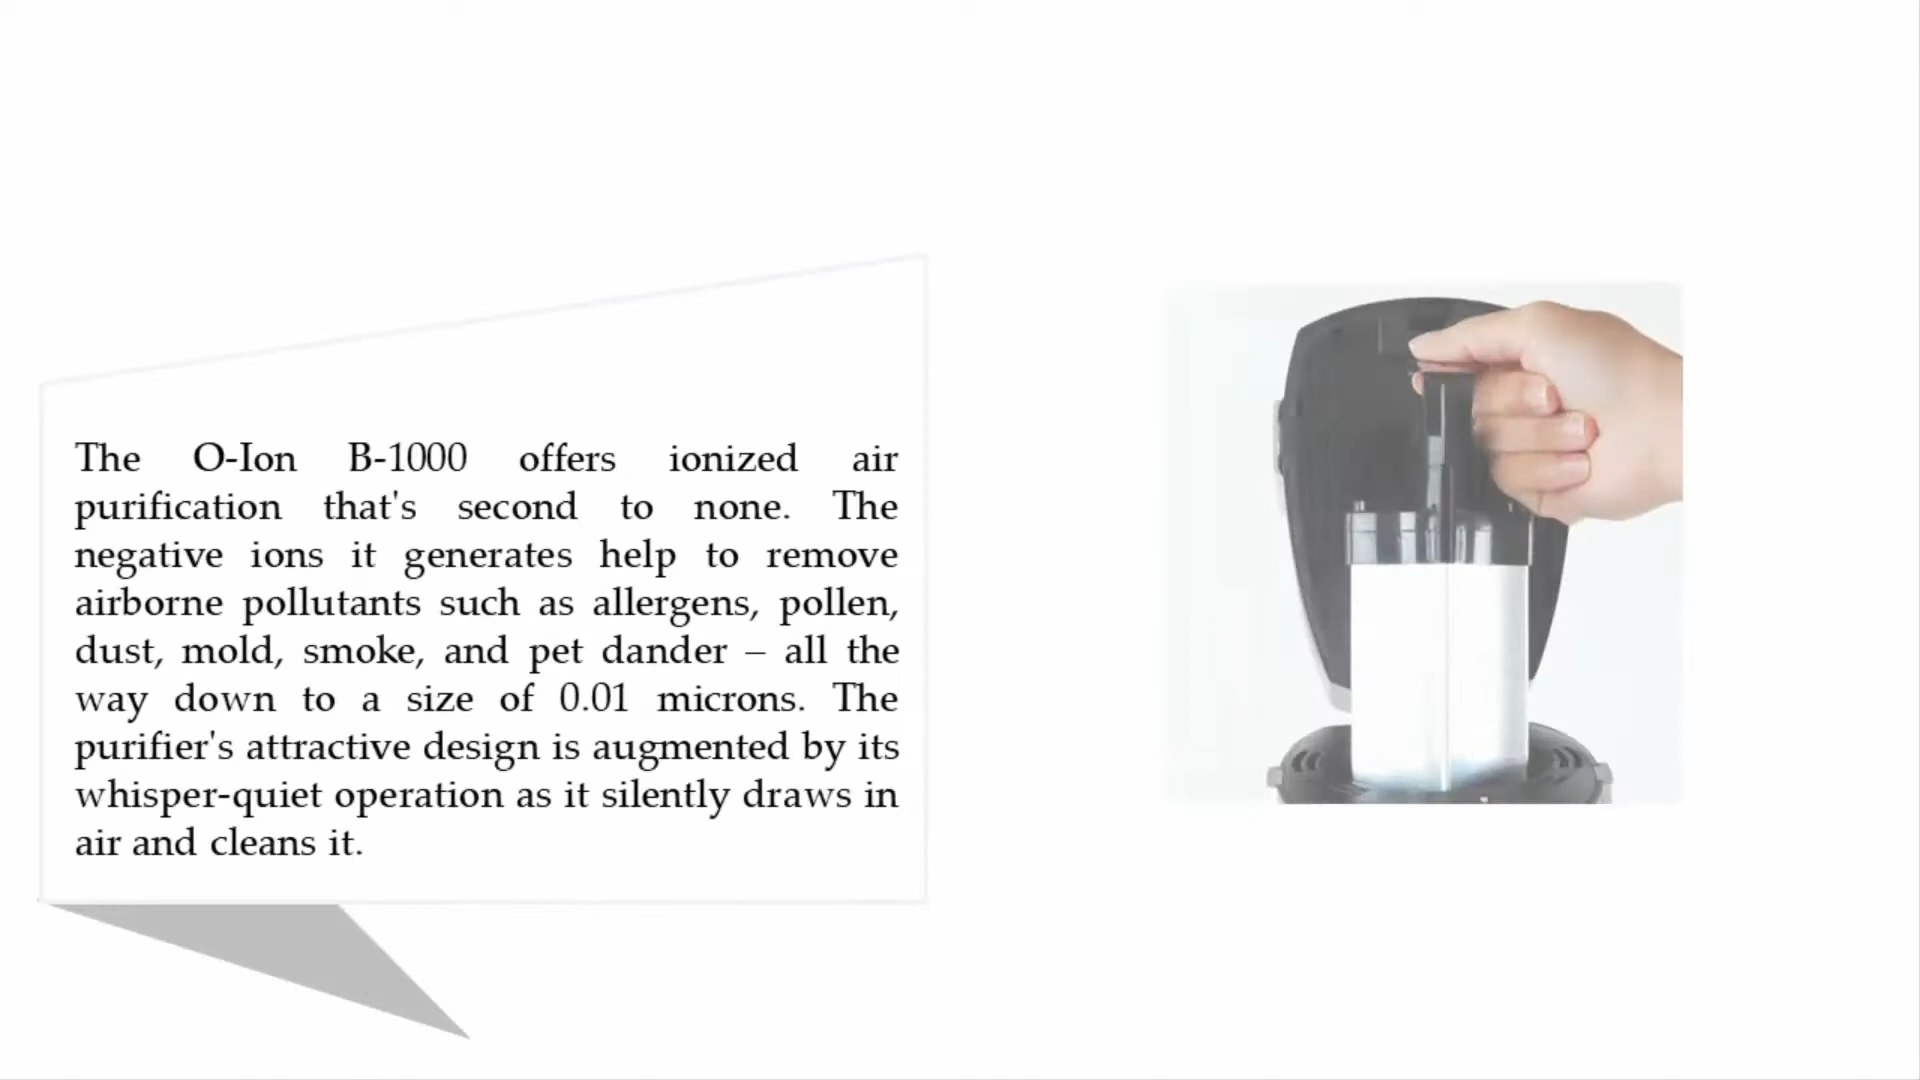 The O-Ion B-1000 offers ionized air
purification that's second to none. The
negative ions it generates help to remove
airborne pollutants such as allergens, pollen,
dust, mold, smoke, and pet dander – all the
way down to a size of 0.01 microns. The
purifier's attractive design is augmented by its
whisper-quiet operation as it silently draws in
air and cleans it.